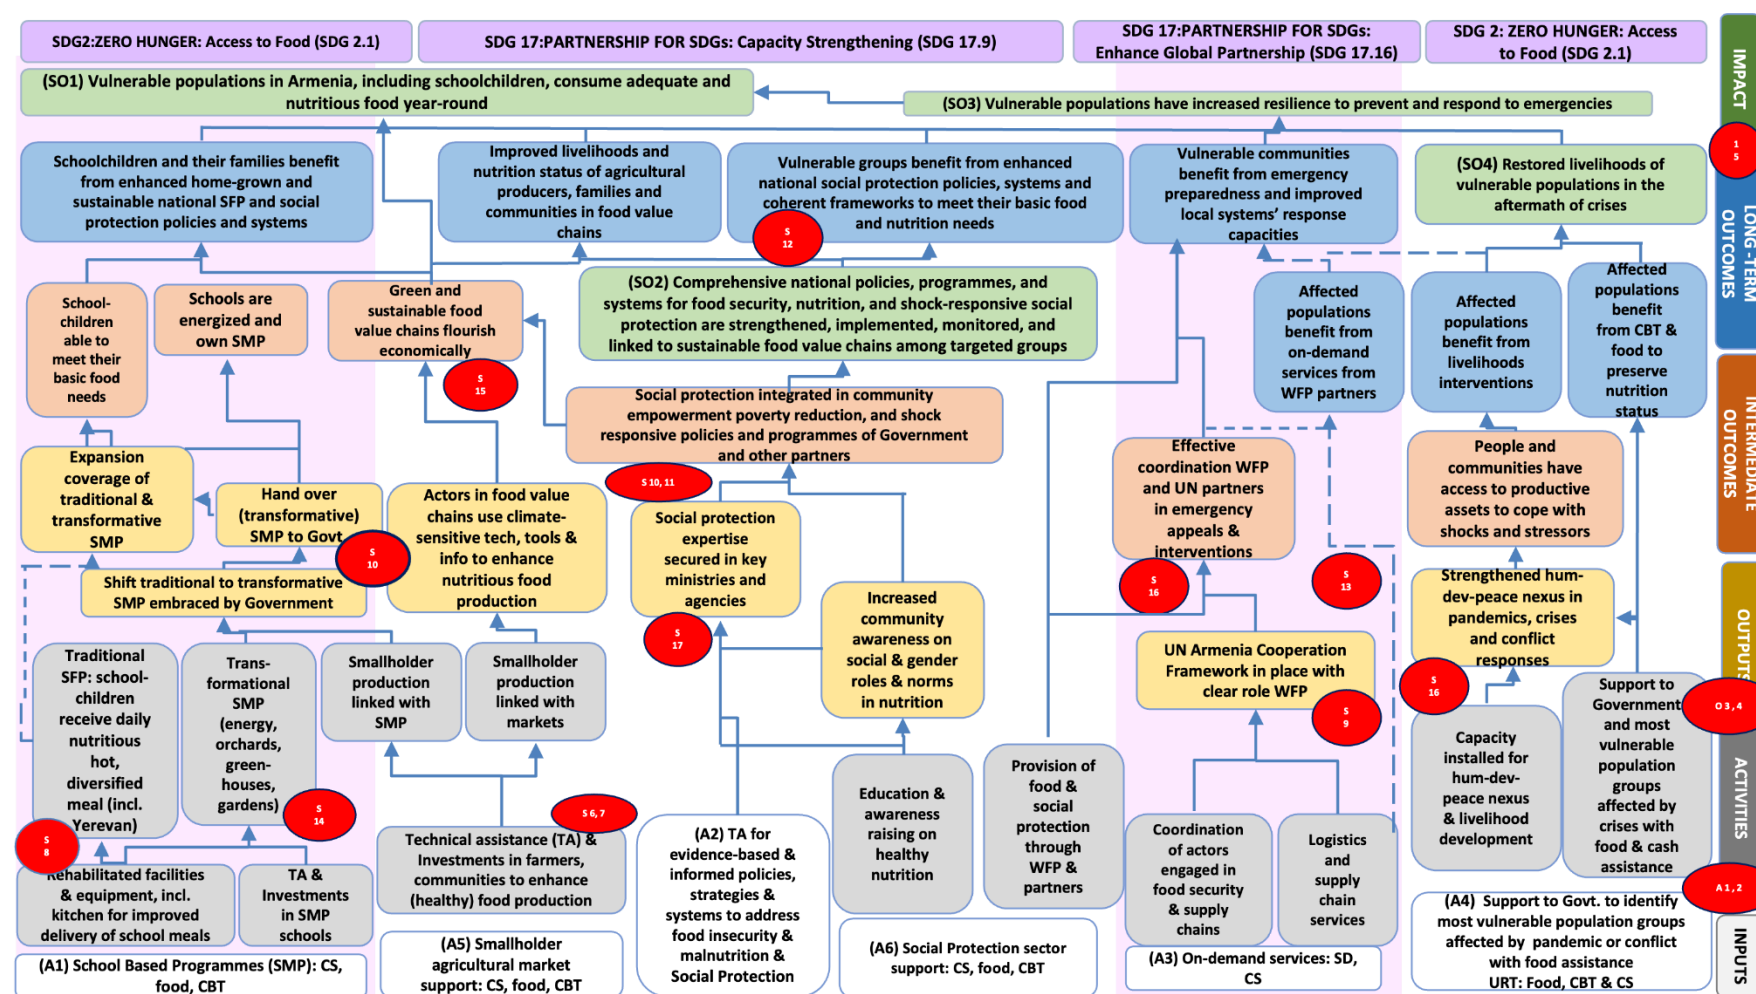 SDG2:ZERO HUNGER: Access to Food (SDG 2.1)
SDG 17:PARTNERSHIP FOR SDGs: Capacity Strengthening (SDG 17.9)
SDG 17:PARTNERSHIP FOR SDGs:
Enhance Global Partnership (SDG 17.16)
SDG 2: ZERO HUNGER: Access
to Food (SDG 2.1)
IMPACT
(SO1) Vulnerable populations in Armenia, including schoolchildren, consume adequate and
nutritious food year-round
(SO3) Vulnerable populations have increased resilience to prevent and respond to emergencies
1
5
Schoolchildren and their families benefit
from enhanced home-grown and
sustainable national SFP and social
protection policies and systems
Improved livelihoods and
nutrition status of agricultural
producers, families and
communities in food value
chains
Vulnerable groups benefit from enhanced
national social protection policies, systems and
coherent frameworks to meet their basic food
and nutrition needs
S
12
Vulnerable communities
benefit from emergency
preparedness and improved
local systems’ response
capacities
(SO4) Restored livelihoods of
vulnerable populations in the
aftermath of crises
LONG -TERM
OUTCOMES
School-
children
able to
meet their
basic food
needs
Schools are
energized and
own SMP
Green and
sustainable food
value chains flourish
economically
S
15
(SO2) Comprehensive national policies, programmes, and
systems for food security, nutrition, and shock-responsive social
protection are strengthened, implemented, monitored, and
linked to sustainable food value chains among targeted groups
Affected
populations
benefit from
on-demand
services from
WFP partners
Affected
populations
benefit from
livelihoods
interventions
Affected
populations
benefit
from CBT &
food to
preserve
nutrition
status
Social protection integrated in community
empowerment poverty reduction, and shock
responsive policies and programmes of Government
and other partners
INTERMEDIATE
OUTCOMES
Expansion
coverage of
traditional &
transformative
SMP
Hand over
(transformative)
SMP to Govt.
S
10
Actors in food value
chains use climate-
sensitive tech, tools &
info to enhance
nutritious food
production
S 10, 11
Social protection
expertise
secured in key
ministries and
agencies
S
17
Effective
coordination WFP
and UN partners
in emergency
appeals &
interventions
S
16
S
13
People and
communities have
access to productive
assets to cope with
shocks and stressors
Shift traditional to transformative
SMP embraced by Government
Increased
community
awareness on
social & gender
roles & norms
in nutrition
UN Armenia Cooperation
Framework in place with
clear role WFP
S
9
Strengthened hum-
dev-peace nexus in
pandemics, crises
and conflict
responses
S
16
OUTPUTS
O 3, 4
Traditional
SFP: school-
children
receive daily
nutritious
hot,
diversified
meal (incl.
Yerevan)
S
8
Trans-
formational
SMP
(energy,
orchards,
green-
houses,
gardens)
S
14
Smallholder
production
linked with
SMP
Smallholder
production
linked with
markets
S 6, 7
Technical assistance (TA) &
Investments in farmers,
communities to enhance
(healthy) food production
Education &
awareness
raising on
healthy
nutrition
Provision of
food &
social
protection
through
WFP &
partners
Coordination
of actors
engaged in
food security
& supply
chains
Logistics
and
supply
chain
services
Capacity
installed for
hum-dev-
peace nexus
& livelihood
development
Support to
Government
and most
vulnerable
population
groups
affected by
crises with
food & cash
assistance
ACTIVITIES
A 1, 2
Rehabilitated facilities
& equipment, incl.
kitchen for improved
delivery of school meals
TA &
Investments
in SMP
schools
(A1) School Based Programmes (SMP): CS,
food, CBT
(A5) Smallholder
agricultural market
support: CS, food, CBT
(A2) TA for
evidence-based &
informed policies,
strategies &
systems to address
food insecurity &
malnutrition &
Social Protection
(A6) Social Protection sector
support: CS, food, CBT
(A3) On-demand services: SD,
CS
(A4) Support to Govt. to identify
most vulnerable population groups
affected by pandemic or conflict
with food assistance
URT: Food, CBT & CS
INPUTS